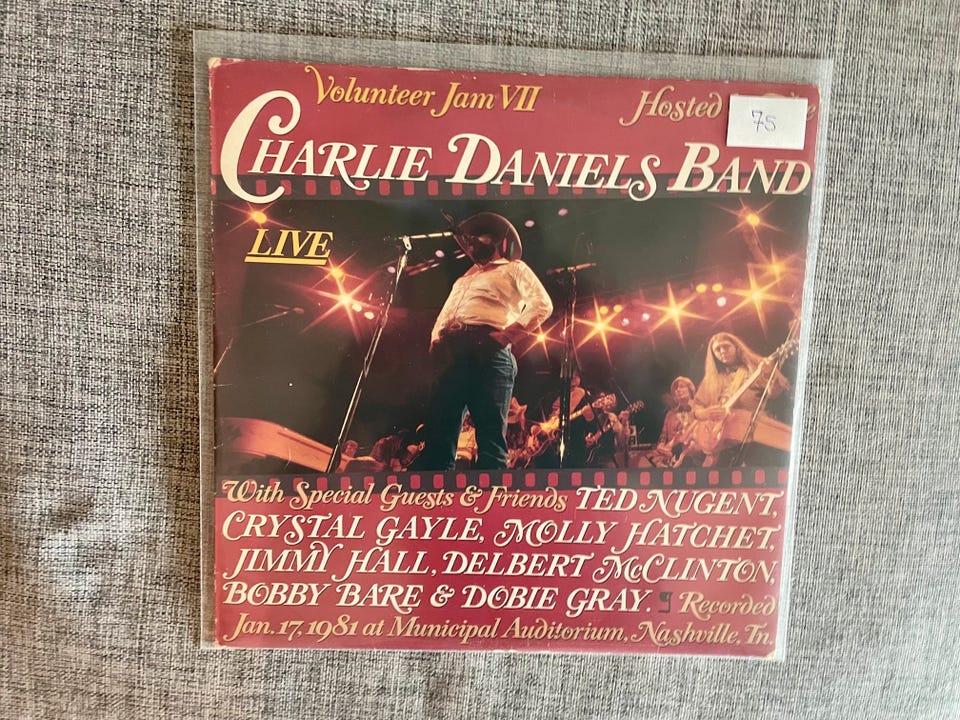 Volunteer Jam VII Hosted
75
CHARLIE DANIELS BAND
LIVE
With Special Guests & Friends TED NUGENT,
CRYSTAL GAYLE, MOLLY HATCHET,
JIMMY HALL, DELBERT McCLINTON,
BOBBY BARE & DOBIE GRAY. ¶ Recorded
Jan. 17, 1981 at Municipal Auditorium, Nashville, Tn.